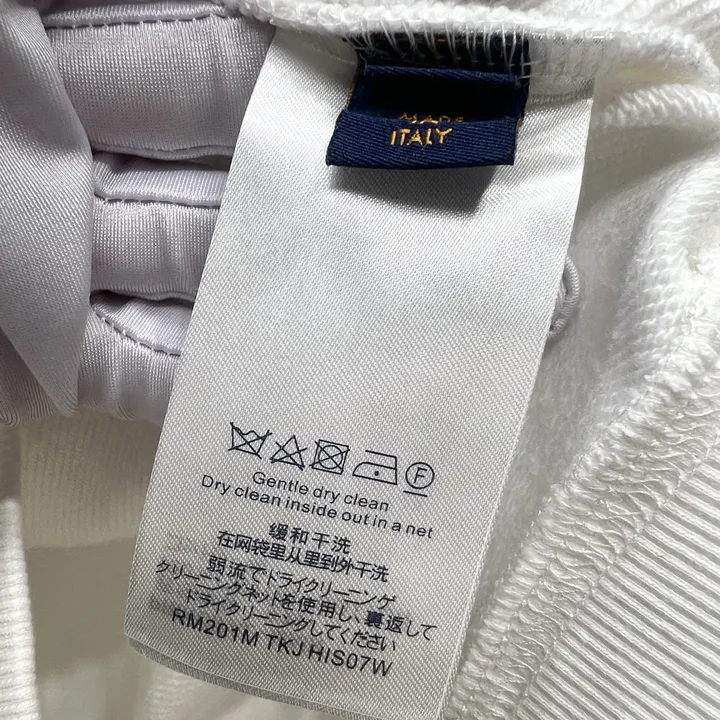 MADE
ITALY
F
Gentle dry clean
Dry clean inside out in a net
缓和干洗
在网袋里从里到外干洗
弱流でドライクリーニング
クリーニングネットを使用し、裏返して
ドライクリーニングしてください
RM201M TKJ HIS07W